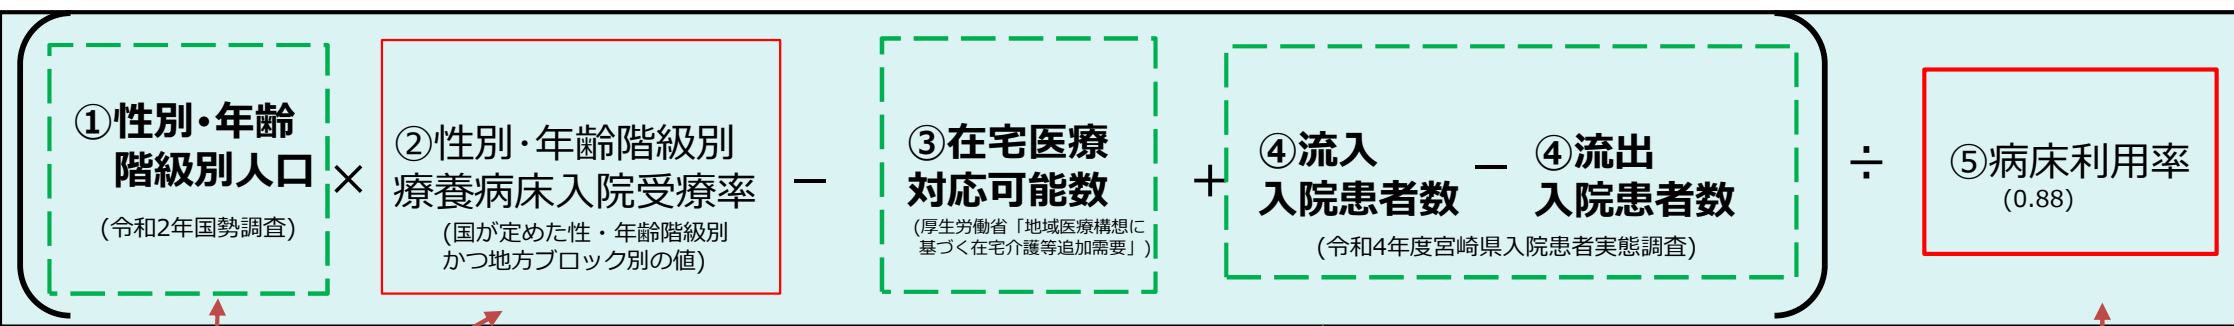 ①性別・年齢
階級別人口
(令和2年国勢調査)
×
②性別・年齢階級別
療養病床入院受療率
(国が定めた性・年齢階級別
かつ地方ブロック別の値)
−
③在宅医療
対応可能数
(厚生労働省「地域医療構想に
基づく在宅介護等追加需要」)
+
④流入
入院患者数
−
④流出
入院患者数
(令和4年度宮崎県入院患者実態調査)
÷
⑤病床利用率
(0.88)